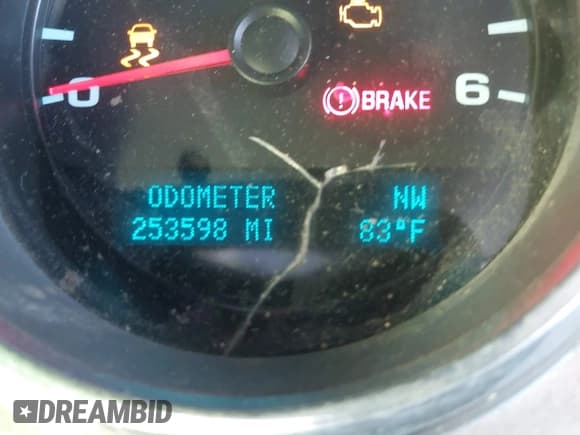 0 BRAKE 6
ODOMETER NW
253598 MI 83°F
DREAMBID